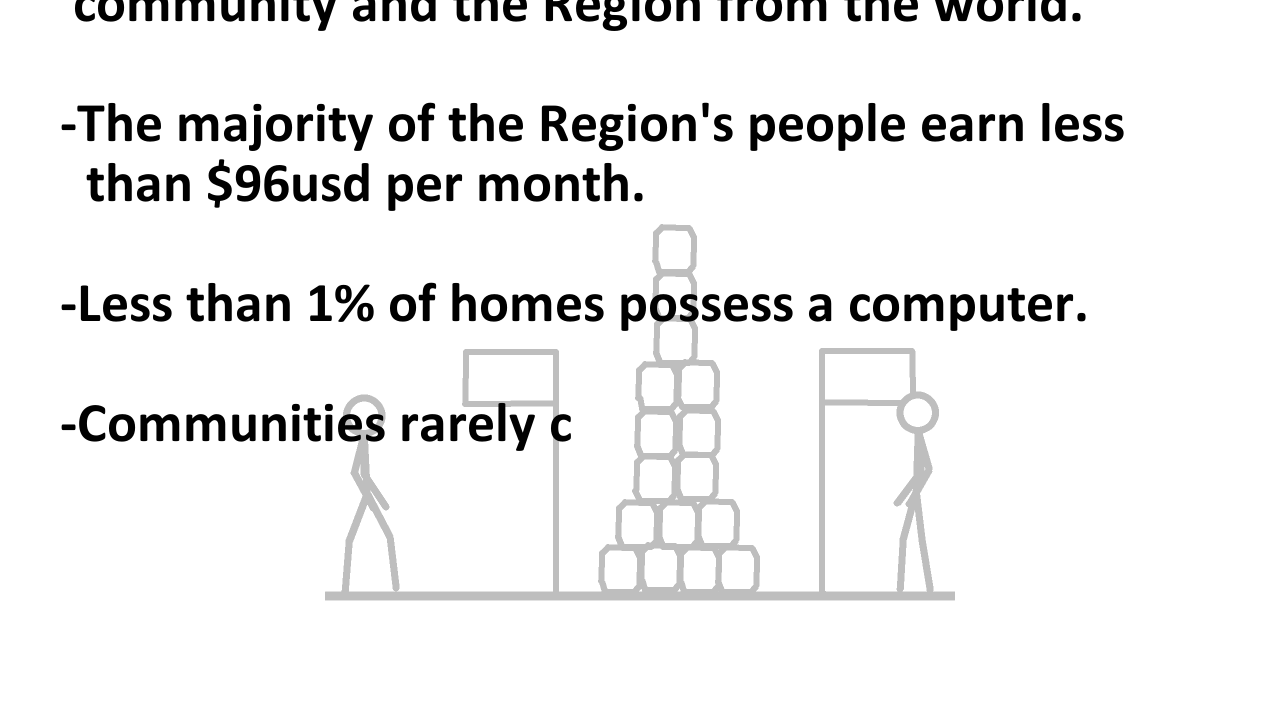 community and the Region from the world.
-The majority of the Region's people earn less
than $96usd per month.
-Less than 1% of homes possess a computer.
-Communities rarely c